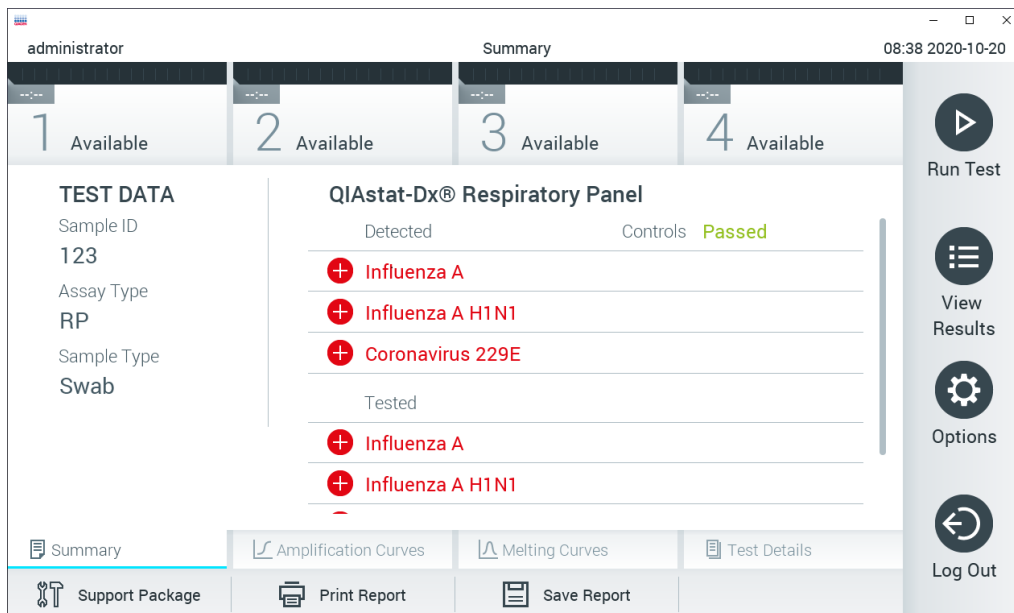 administrator
Summary
08:38 2020-10-20
--:--
--:--
--:--
--:--
1 Available
2 Available
3 Available
4 Available
Run Test
View
Results
Options
Log Out
TEST DATA
Sample ID
123
Assay Type
RP
Sample Type
Swab
QIAstat-Dx® Respiratory Panel
Detected
Controls Passed
Influenza A
Influenza A H1N1
Coronavirus 229E
Tested
Influenza A
Influenza A H1N1
Summary
Amplification Curves
Melting Curves
Test Details
Support Package
Print Report
Save Report